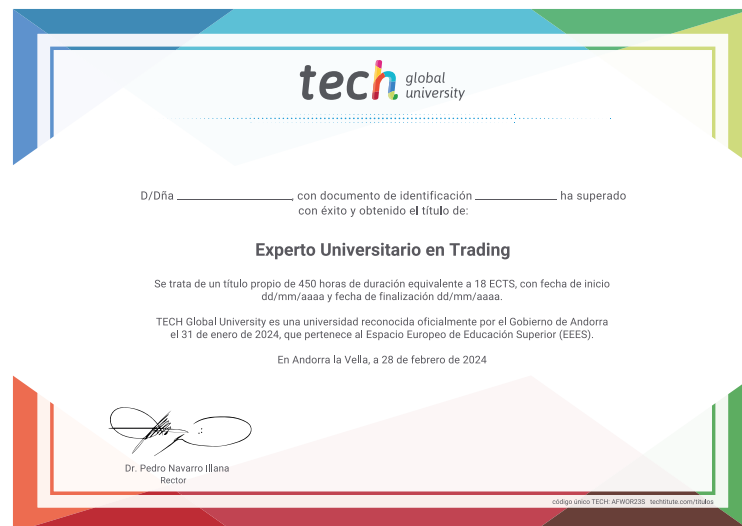 tech global university
D/Dña ______________, con documento de identificación ____________ ha superado
con éxito y obtenido el título de:
Experto Universitario en Trading
Se trata de un título propio de 450 horas de duración equivalente a 18 ECTS, con fecha de inicio
dd/mm/aaaa y fecha de finalización dd/mm/aaaa.
TECH Global University es una universidad reconocida oficialmente por el Gobierno de Andorra
el 31 de enero de 2024, que pertenece al Espacio Europeo de Educación Superior (EEES).
En Andorra la Vella, a 28 de febrero de 2024
Dr. Pedro Navarro Illana
Rector
código único TECH: AFWOR23S techtitute.com/titulos